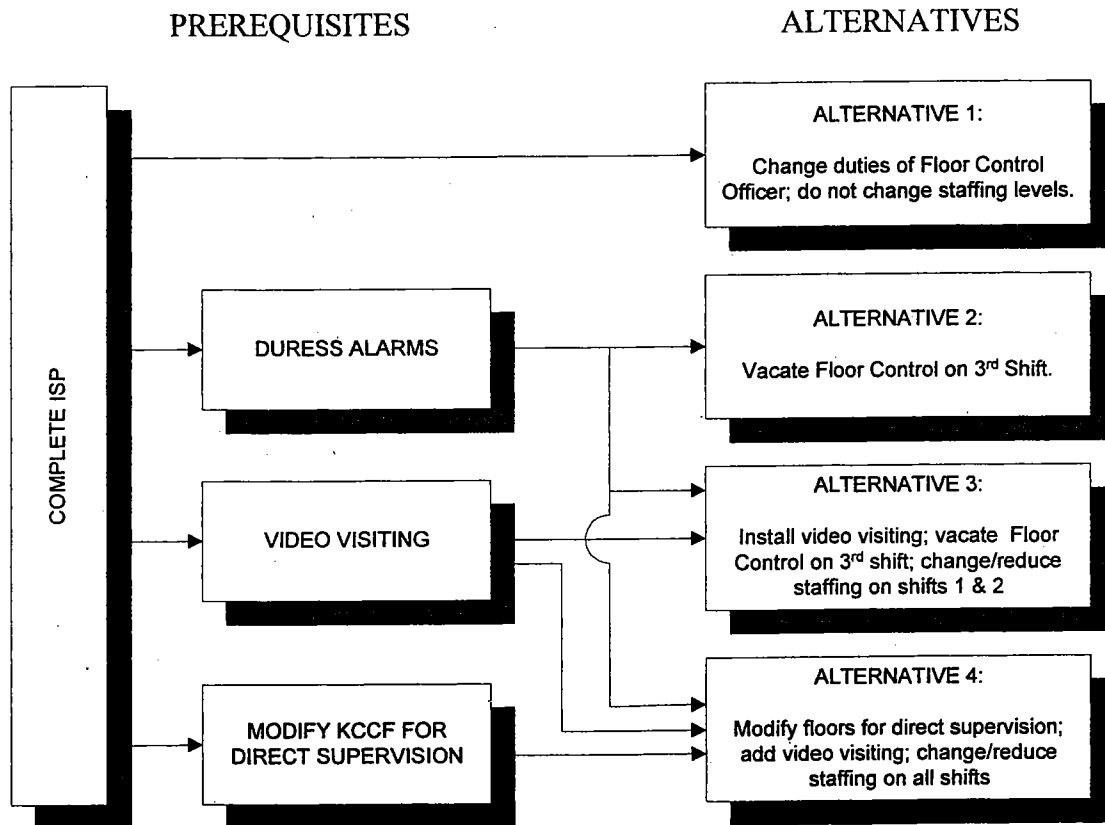 PREREQUISITES
ALTERNATIVES
COMPLETE ISP
ALTERNATIVE 1:
Change duties of Floor Control
Officer; do not change staffing levels.
DURESS ALARMS
ALTERNATIVE 2:
Vacate Floor Control on 3rd Shift.
VIDEO VISITING
ALTERNATIVE 3:
Install video visiting; vacate Floor
Control on 3rd shift; change/reduce
staffing on shifts 1 & 2
MODIFY KCCF FOR
DIRECT SUPERVISION
ALTERNATIVE 4:
Modify floors for direct supervision;
add video visiting; change/reduce
staffing on all shifts